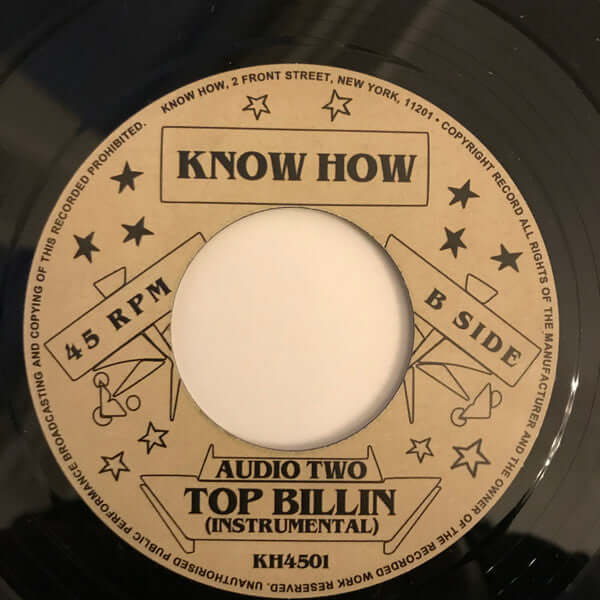 KNOW HOW, 2 FRONT STREET, NEW YORK, 11201 • COPYRIGHT RECORD ALL RIGHTS OF THE MANUFACTURER AND THE OWNER OF THE RECORDED WORK RESERVED. UNAUTHORISED PUBLIC PERFORMANCE BROADCASTING AND COPYING OF THIS RECORDED PROHIBITED.
KNOW HOW
45 RPM
B SIDE
AUDIO TWO
TOP BILLIN
(INSTRUMENTAL)
KH4501